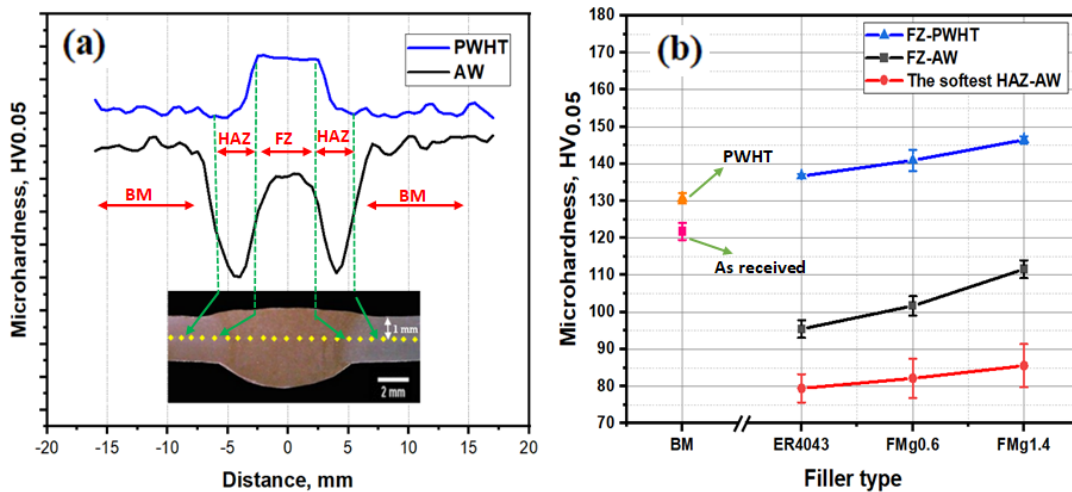 (a)
PWHT
AW
HAZ
FZ
HAZ
BM
BM
1 mm
2 mm
Microhardness, HV0.05
-20 -15 -10 -5 0 5 10 15 20
Distance, mm
(b)
FZ-PWHT
FZ-AW
The softest HAZ-AW
PWHT
As received
180
170
160
150
140
130
120
110
100
90
80
70
Microhardness, HV0.05
BM ER4043 FMg0.6 FMg1.4
Filler type